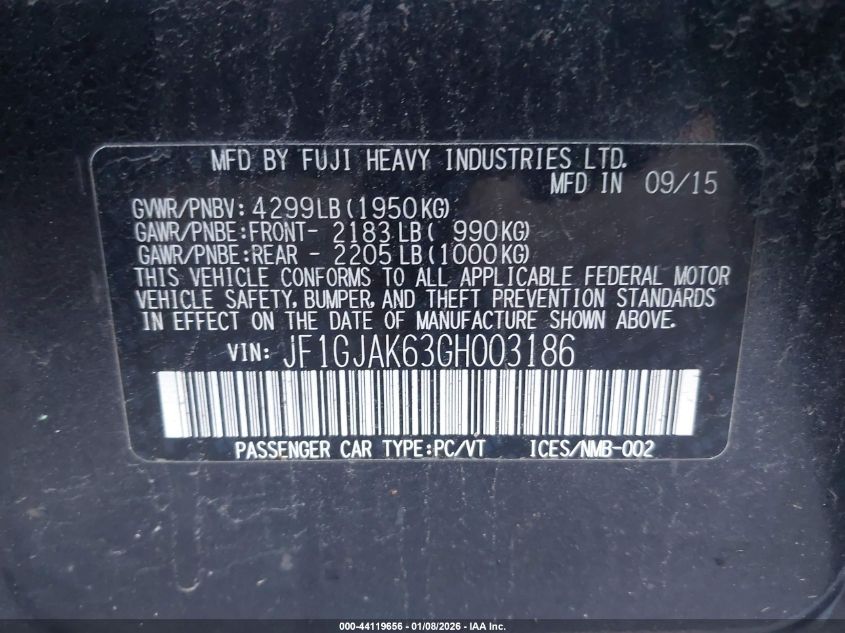 MFD BY FUJI HEAVY INDUSTRIES LTD.
MFD IN 09/15
GVWR/PNBV: 4299LB(1950KG)
GAWR/PNBE:FRONT- 2183LB( 990KG)
GAWR/PNBE:REAR - 2205LB(1000KG)
THIS VEHICLE CONFORMS TO ALL APPLICABLE FEDERAL MOTOR
VEHICLE SAFETY, BUMPER, AND THEFT PREVENTION STANDARDS
IN EFFECT ON THE DATE OF MANUFACTURE SHOWN ABOVE.
VIN: JF1GJAK63GH003186
PASSENGER CAR TYPE:PC/VT ICES/NMB-002
000-44119656 - 01/08/2026 - IAA Inc.